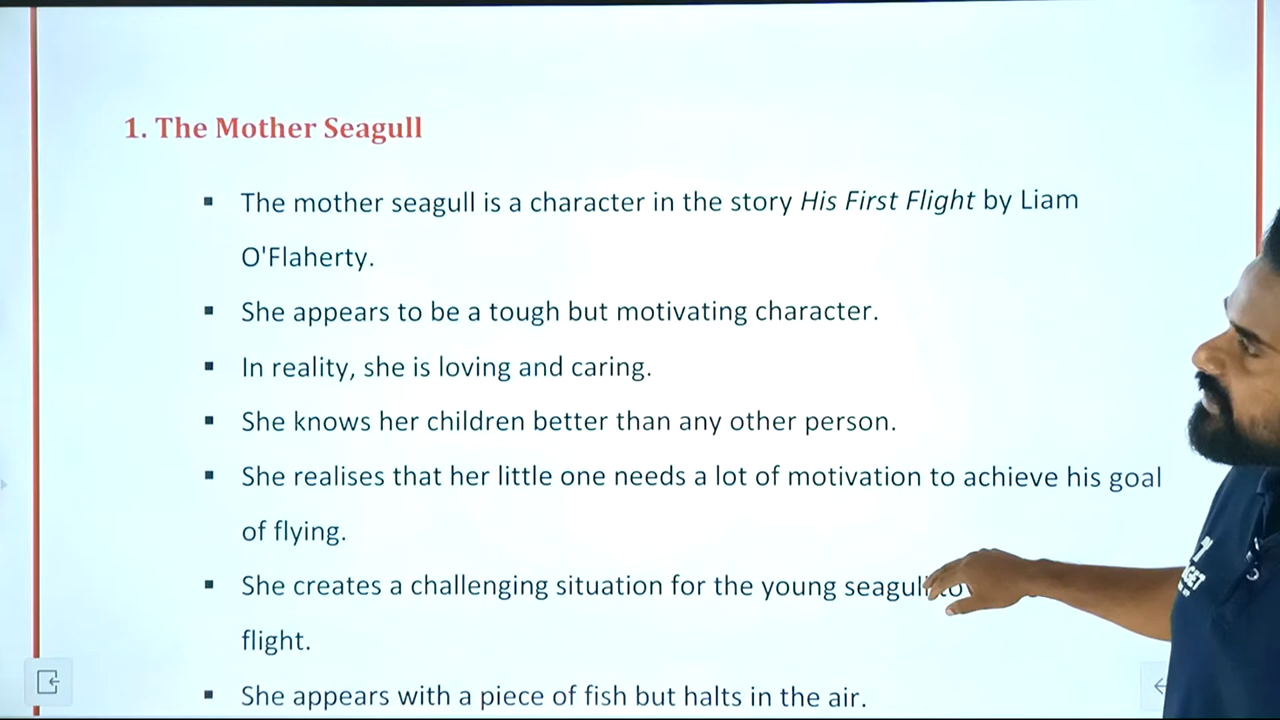 1. The Mother Seagull
▪ The mother seagull is a character in the story His First Flight by Liam
O'Flaherty.
▪ She appears to be a tough but motivating character.
▪ In reality, she is loving and caring.
▪ She knows her children better than any other person.
▪ She realises that her little one needs a lot of motivation to achieve his goal
of flying.
▪ She creates a challenging situation for the young seagull to
flight.
▪ She appears with a piece of fish but halts in the air.